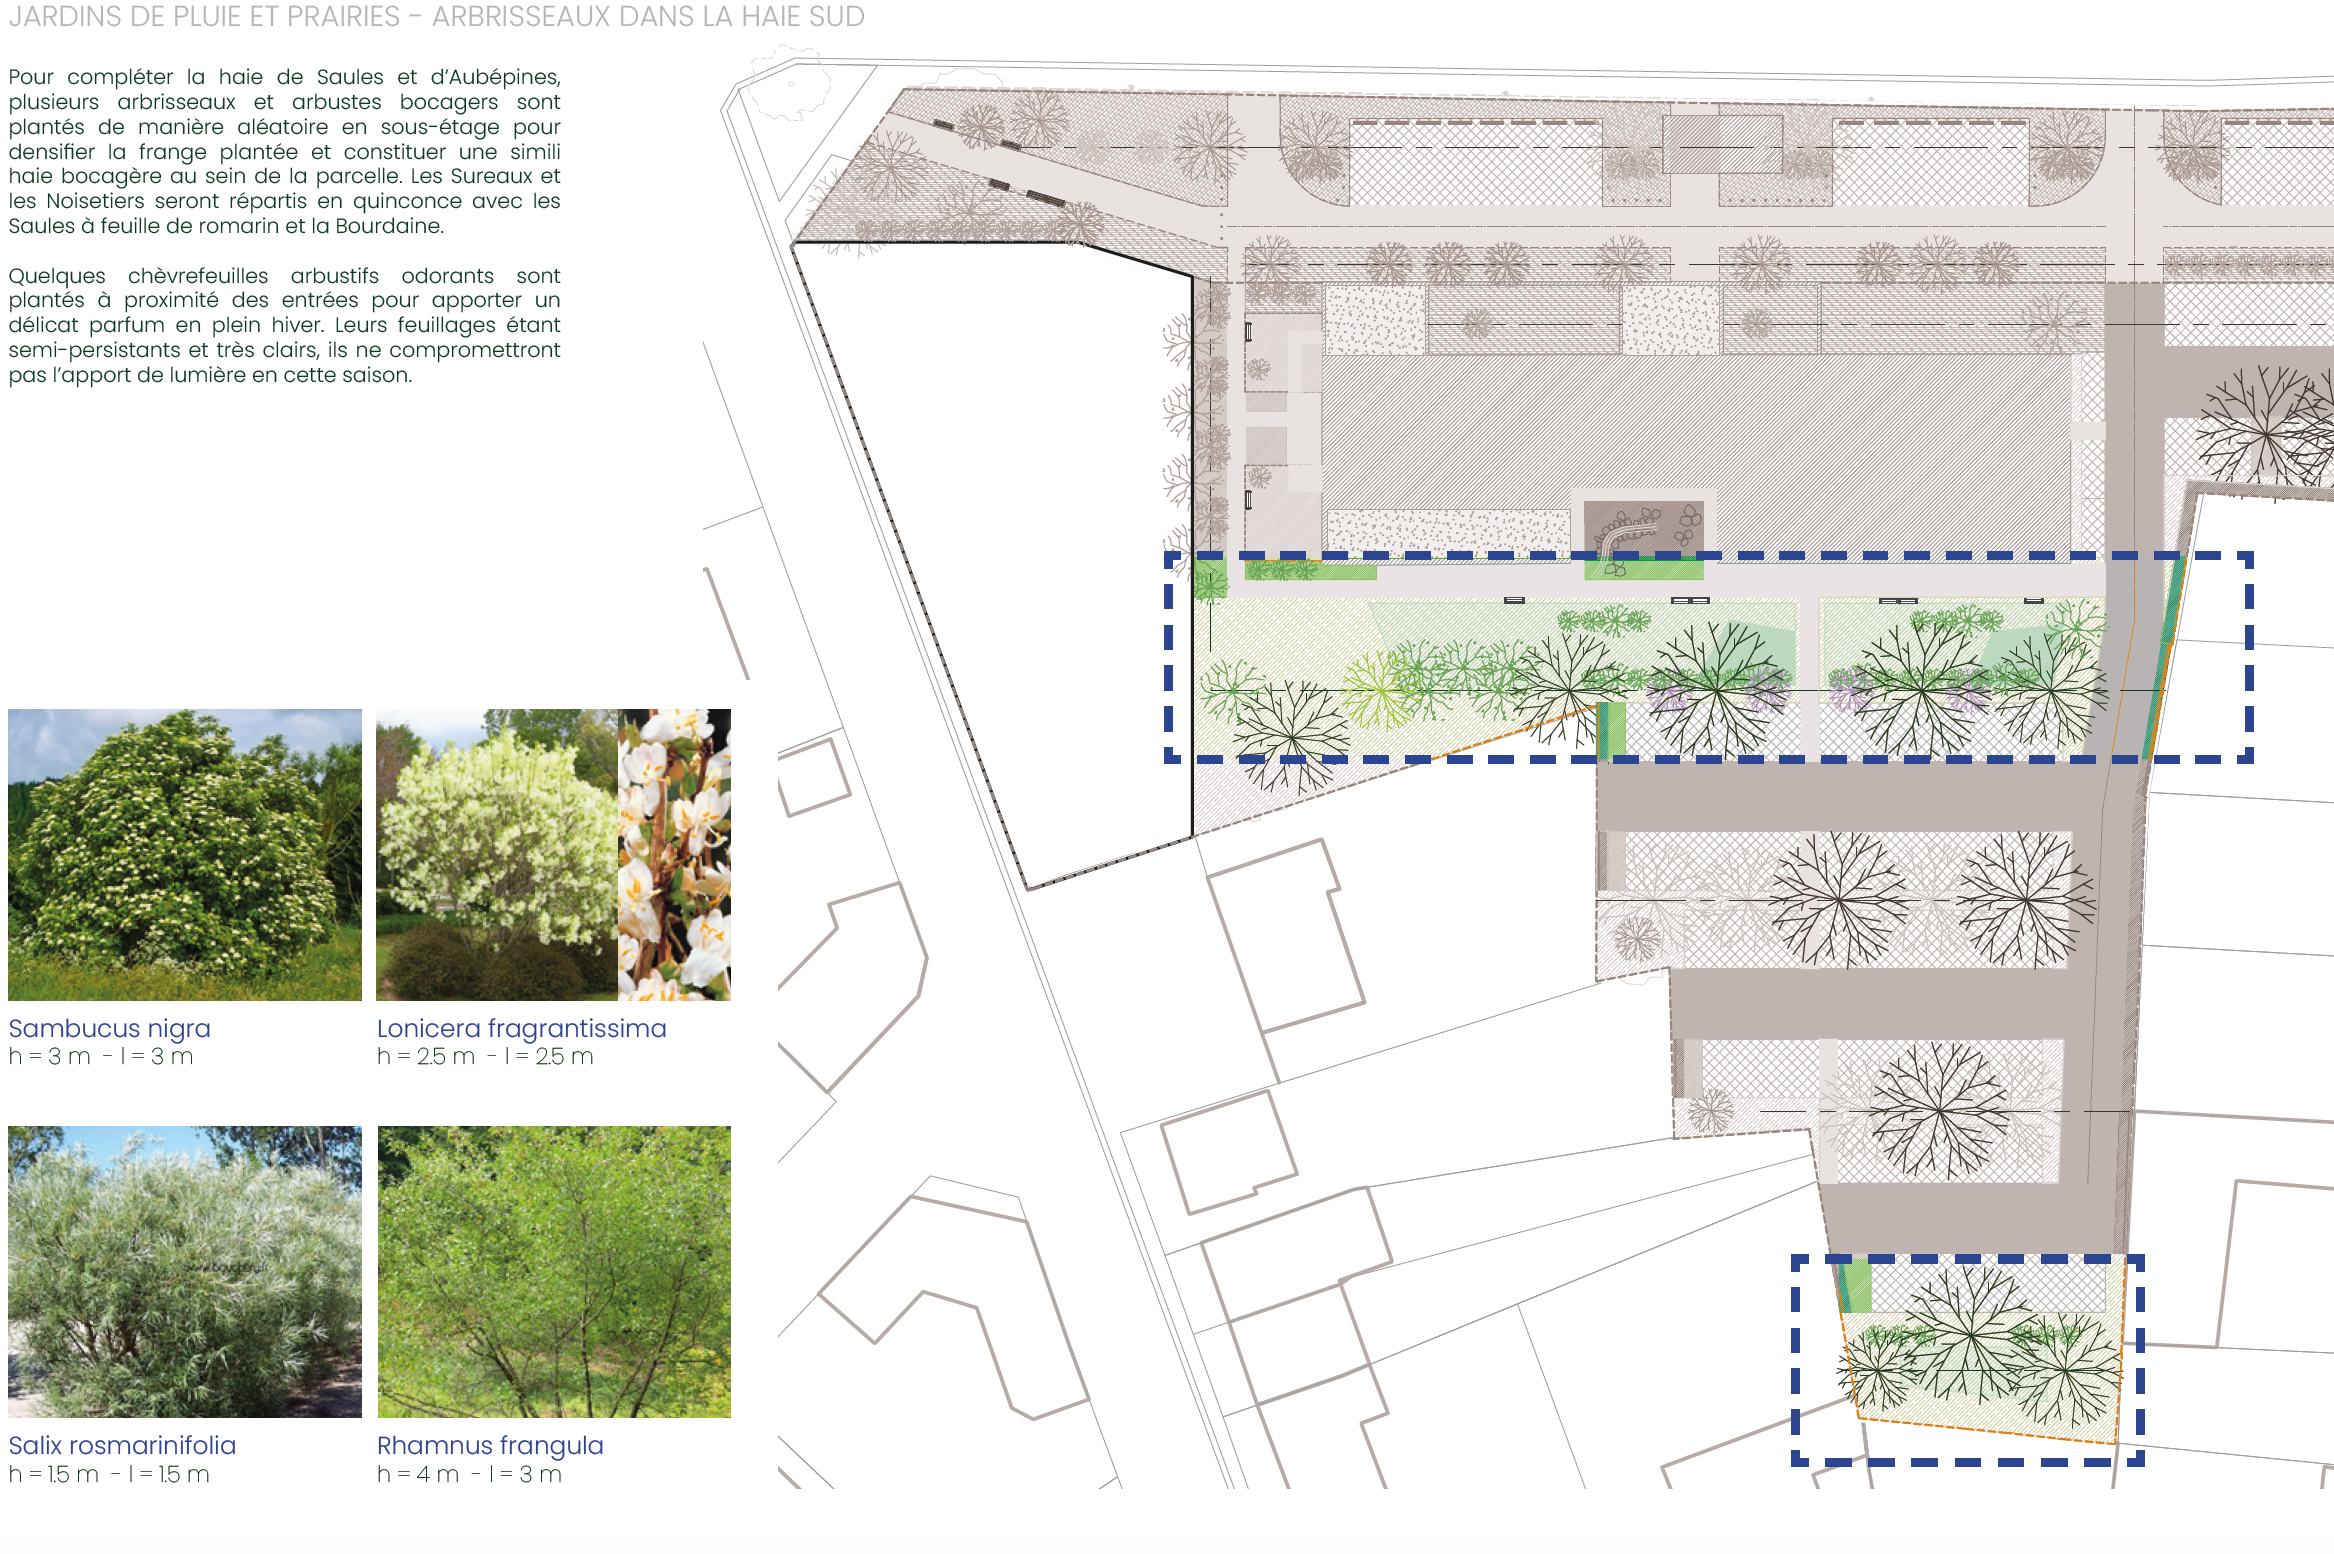 JARDINS DE PLUIE ET PRAIRIES - ARBRISSEAUX DANS LA HAIE SUD
Pour compléter la haie de Saules et d'Aubépines,
plusieurs arbrisseaux et arbustes bocagers sont
plantés de manière aléatoire en sous-étage pour
densifier la frange plantée et constituer une simili
haie bocagère au sein de la parcelle. Les Sureaux et
les Noisetiers seront répartis en quinconce avec les
Saules à feuille de romarin et la Bourdaine.
Quelques chèvrefeuilles arbustifs odorants sont
plantés à proximité des entrées pour apporter un
délicat parfum en plein hiver. Leurs feuillages étant
semi-persistants et très clairs, ils ne compromettront
pas l'apport de lumière en cette saison.
Sambucus nigra
h = 3 m - l = 3 m
Lonicera fragrantissima
h = 2.5 m - l = 2.5 m
Salix rosmarinifolia
h = 1.5 m - l = 1.5 m
Rhamnus frangula
h = 4 m - l = 3 m